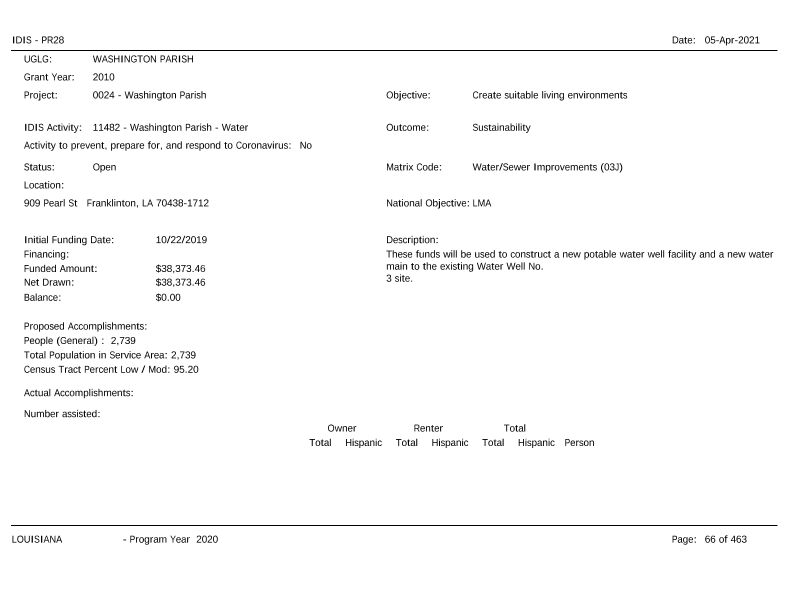 IDIS - PR28 Date: 05-Apr-2021
UGLG: WASHINGTON PARISH
Grant Year: 2010
Project: 0024 - Washington Parish Objective: Create suitable living environments
IDIS Activity: 11482 - Washington Parish - Water Outcome: Sustainability
Activity to prevent, prepare for, and respond to Coronavirus: No
Status: Open Matrix Code: Water/Sewer Improvements (03J)
Location:
909 Pearl St Franklinton, LA 70438-1712 National Objective: LMA
Initial Funding Date: 10/22/2019 Description:
Financing: These funds will be used to construct a new potable water well facility and a new water
Funded Amount: $38,373.46 main to the existing Water Well No.
Net Drawn: $38,373.46 3 site.
Balance: $0.00
Proposed Accomplishments:
People (General) : 2,739
Total Population in Service Area: 2,739
Census Tract Percent Low / Mod: 95.20
Actual Accomplishments:
Number assisted:
Owner Renter Total
Total Hispanic Total Hispanic Total Hispanic Person
LOUISIANA - Program Year 2020 Page: 66 of 463